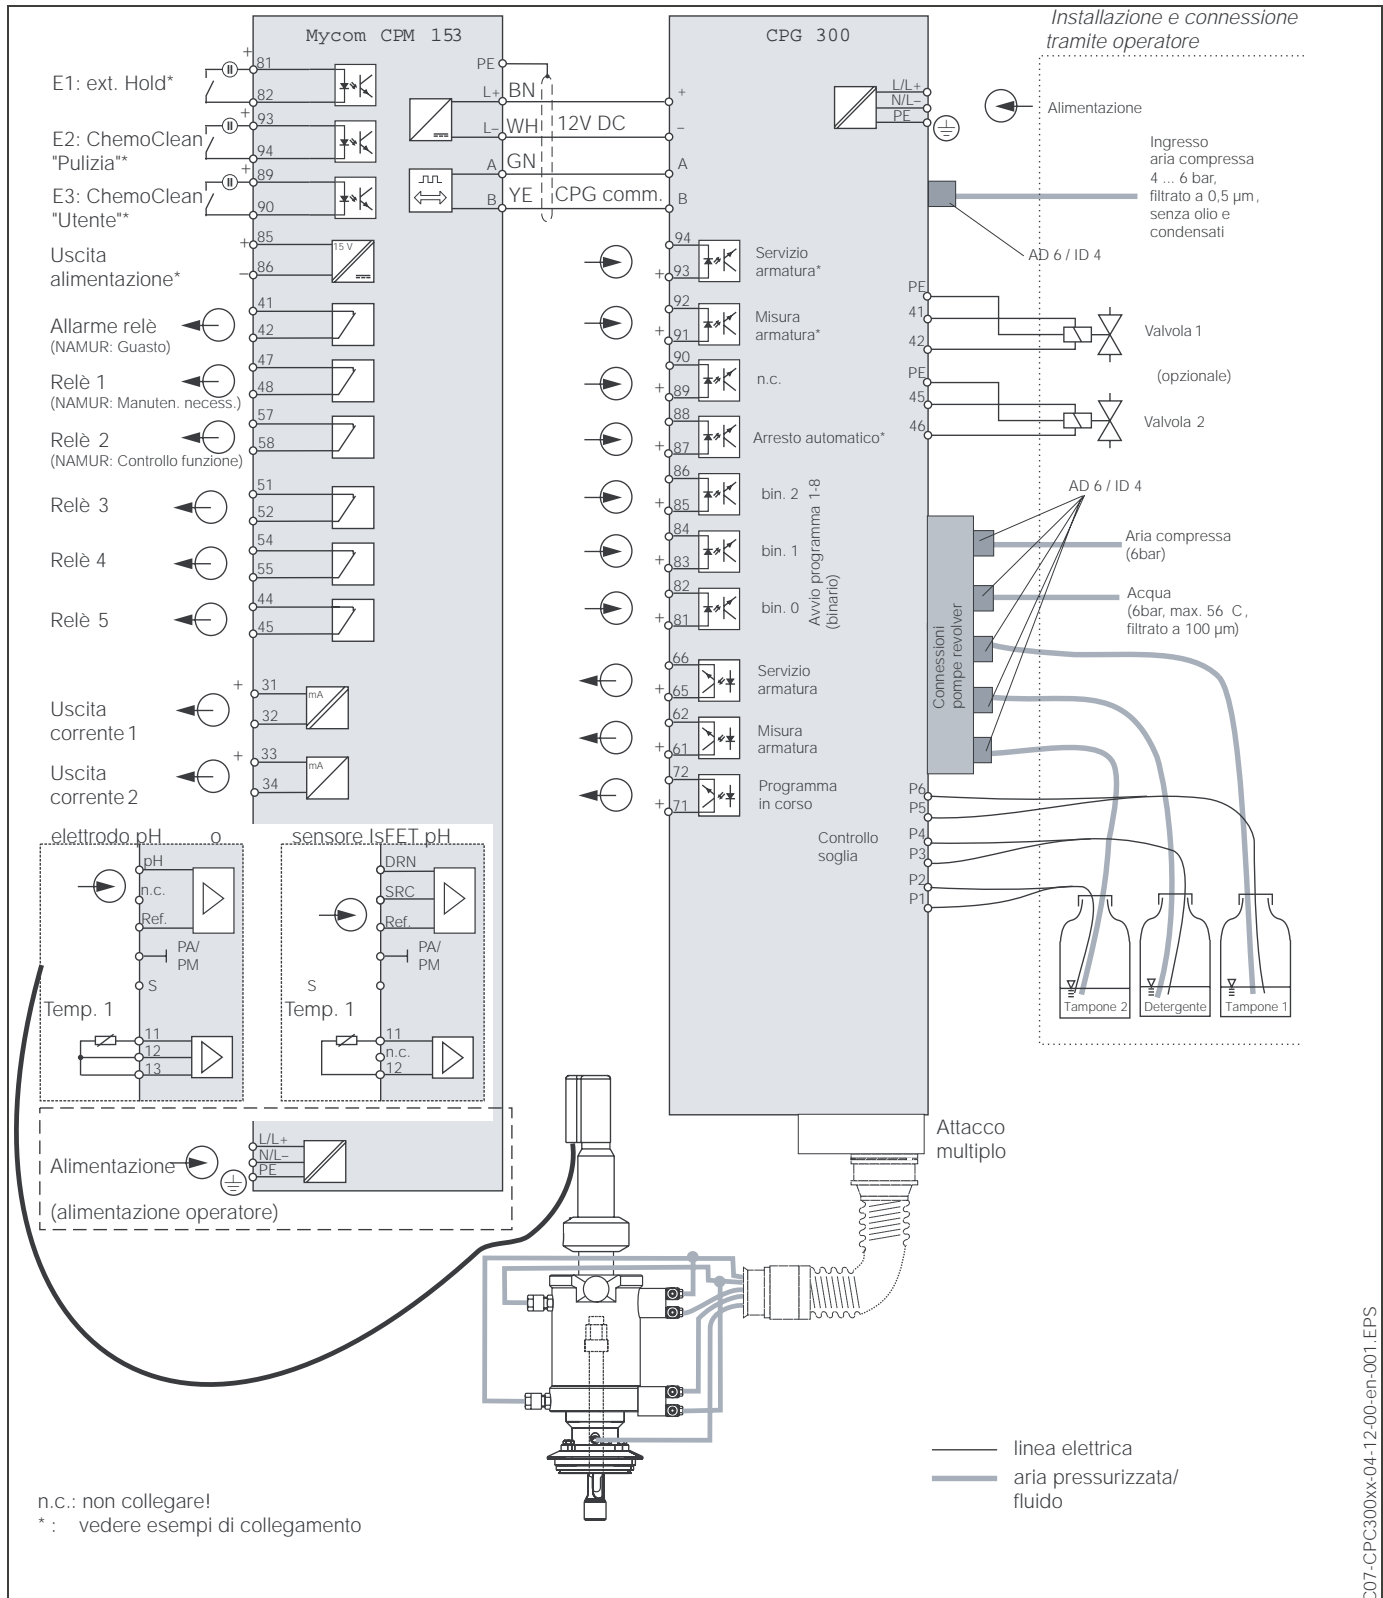 Installazione e connessione
tramite operatore
Mycom CPM 153
CPG 300
E1: ext. Hold*
+
81
82
E2: ChemoClean
"Pulizia"*
+
93
94
E3: ChemoClean
"Utente"*
+
89
90
Uscita
alimentazione*
+
85
−
86
15 V
Allarme relè
(NAMUR: Guasto)
41
42
Relè 1
(NAMUR: Manuten. necess.)
47
48
Relè 2
(NAMUR: Controllo funzione)
57
58
Relè 3
51
52
Relè 4
54
55
Relè 5
44
45
Uscita
corrente 1
+
31
32
mA
Uscita
corrente 2
+
33
34
mA
PE
L+
BN
+
L−
WH
12V DC
−
A
GN
A
B
YE
CPG comm.
B
elettrodo pH
o
sensore IsFET pH
pH
n.c.
Ref.
PA/
PM
S
Temp. 1
11
12
13
DRN
SRC
Ref.
PA/
PM
S
Temp. 1
11
n.c.
12
Alimentazione
L/L+
N/L−
PE
(alimentazione operatore)
94
+
93
Servizio
armatura*
92
+
91
Misura
armatura*
90
+
89
n.c.
88
+
87
Arresto automatico*
86
+
85
bin. 2
84
+
83
bin. 1
82
+
81
bin. 0
Avvio programma 1-8
(binario)
66
+
65
Servizio
armatura
62
+
61
Misura
armatura
72
+
71
Programma
in corso
Controllo
soglia
L/L+
N/L−
PE
Alimentazione
Ingresso
aria compressa
4 ... 6 bar,
filtrato a 0,5 µm,
senza olio e
condensati
AD 6 / ID 4
PE
41
42
Valvola 1
(opzionale)
PE
45
46
Valvola 2
AD 6 / ID 4
Connessioni
pompe revolver
Aria compressa
(6bar)
Acqua
(6bar, max. 56 C,
filtrato a 100 µm)
P6
P5
P4
P3
P2
P1
Tampone 2
Detergente
Tampone 1
Attacco
multiplo
linea elettrica
aria pressurizzata/
fluido
n.c.: non collegare!
* : vedere esempi di collegamento
C07-CPC300xx-04-12-00-en-001.EPS